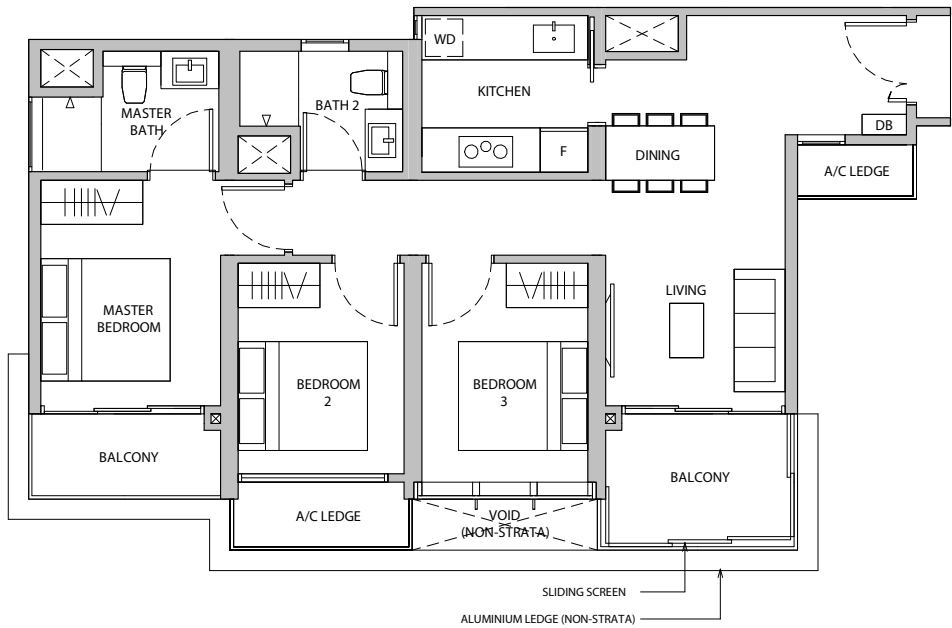 WD
KITCHEN
MASTER
BATH
BATH 2
F
DINING
DB
A/C LEDGE
MASTER
BEDROOM
LIVING
BEDROOM
2
BEDROOM
3
BALCONY
BALCONY
A/C LEDGE
VOID
(NON-STRATA)
SLIDING SCREEN
ALUMINIUM LEDGE (NON-STRATA)